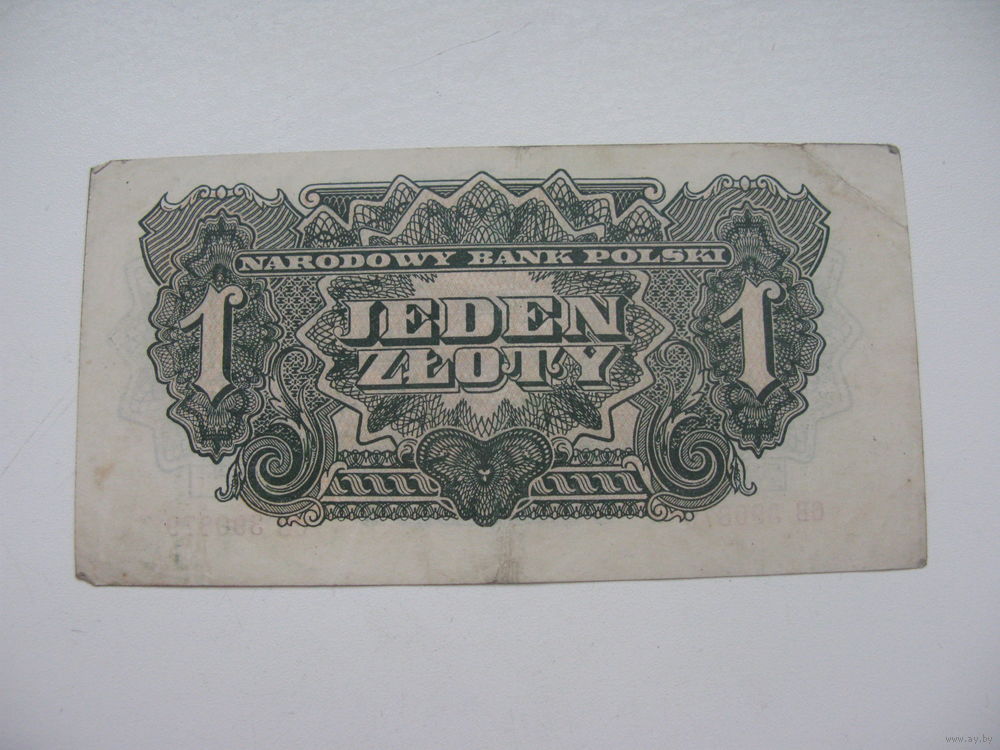 NARODOWY BANK POLSKI
1 JEDEN 1
ZŁOTY
www.ay.by